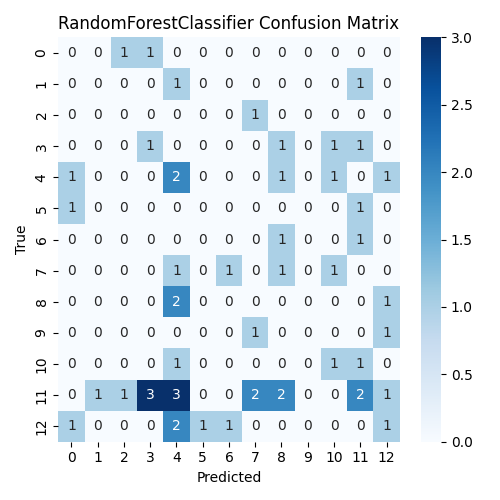 RandomForestClassifier Confusion Matrix
True
0 0 0 1 1 0 0 0 0 0 0 0 0 0
1 0 0 0 0 1 0 0 0 0 0 0 1 0
2 0 0 0 0 0 0 0 1 0 0 0 0 0
3 0 0 0 1 0 0 0 0 1 0 1 1 0
4 1 0 0 0 2 0 0 0 1 0 1 0 1
5 1 0 0 0 0 0 0 0 0 0 0 1 0
6 0 0 0 0 0 0 0 0 1 0 0 1 0
7 0 0 0 0 1 0 1 0 1 0 1 0 0
8 0 0 0 0 2 0 0 0 0 0 0 0 1
9 0 0 0 0 0 0 0 1 0 0 0 0 1
10 0 0 0 0 1 0 0 0 0 0 1 1 0
11 0 1 1 3 3 0 0 2 2 0 0 2 1
12 1 0 0 0 2 1 1 0 0 0 0 0 1
0 1 2 3 4 5 6 7 8 9 10 11 12
Predicted
3.0
2.5
2.0
1.5
1.0
0.5
0.0